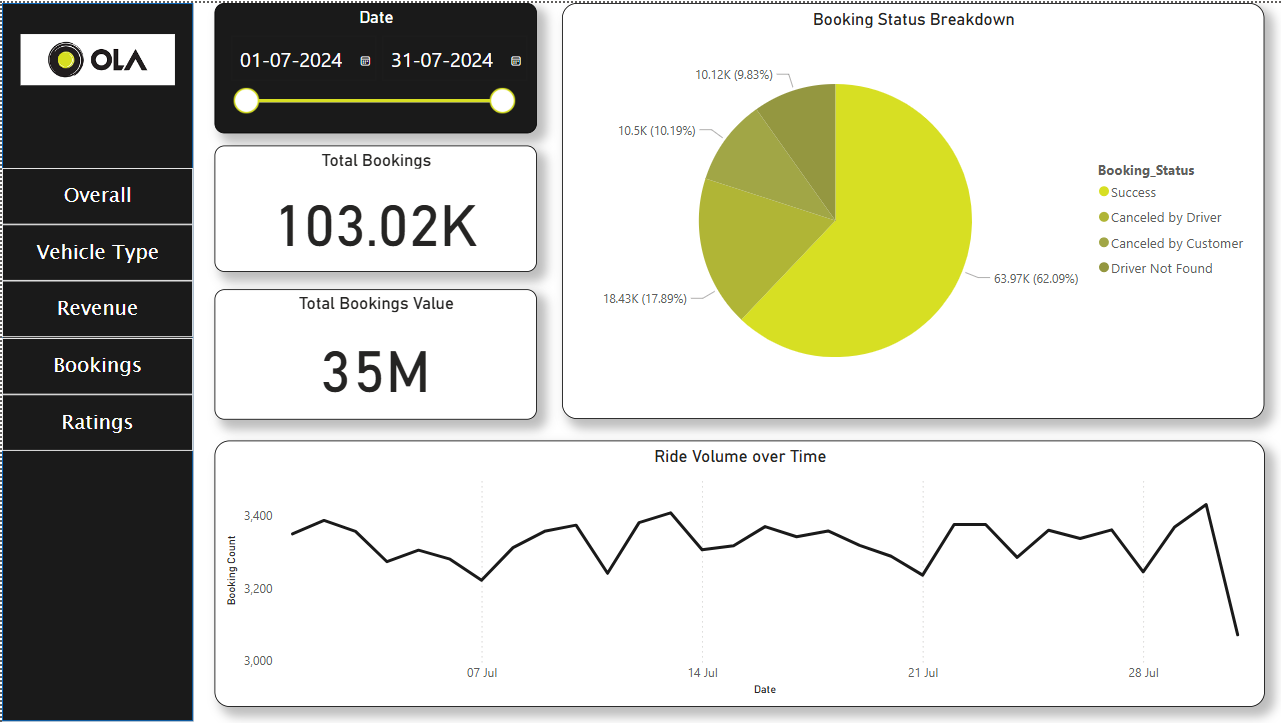 OLA
Overall
Vehicle Type
Revenue
Bookings
Ratings
Date
01-07-2024 31-07-2024
Total Bookings
103.02K
Total Bookings Value
35M
Booking Status Breakdown
10.12K (9.83%)
10.5K (10.19%)
18.43K (17.89%)
63.97K (62.09%)
Booking_Status
Success
Canceled by Driver
Canceled by Customer
Driver Not Found
Ride Volume over Time
Booking Count
3,400
3,200
3,000
07 Jul 14 Jul 21 Jul 28 Jul
Date